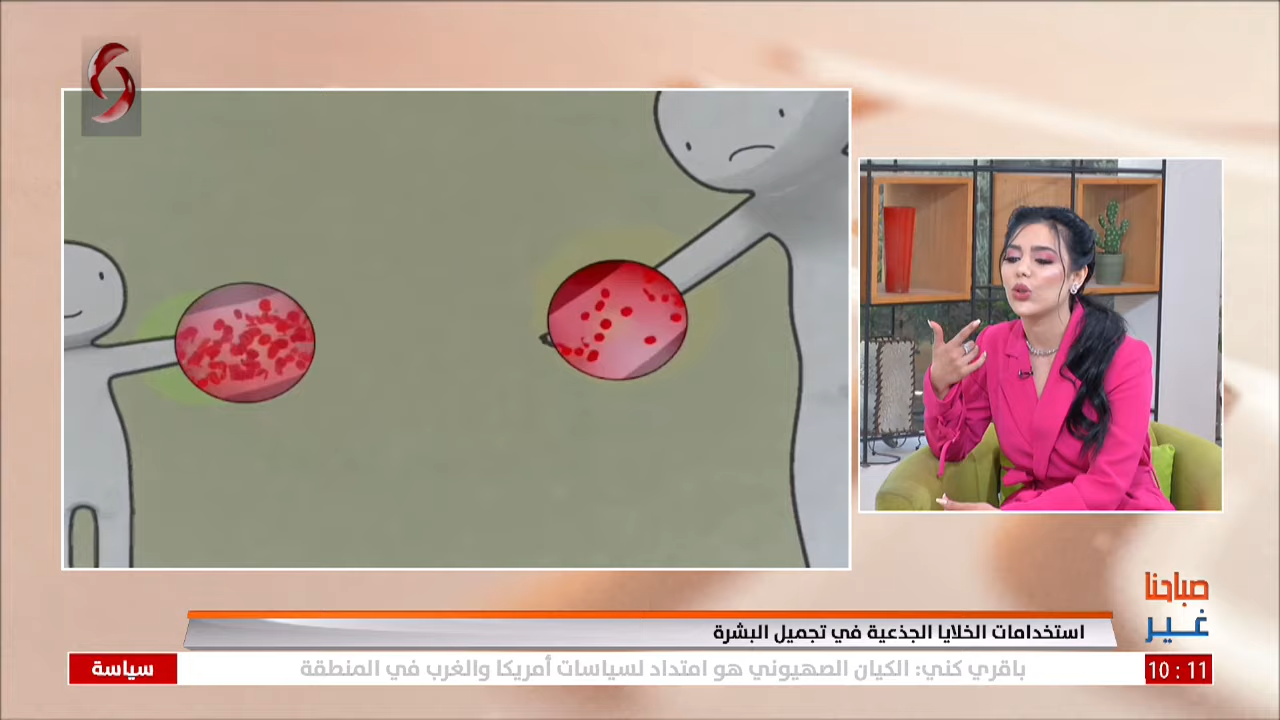 صباحنا
غير
استخدامات الخلايا الجذعية في تجميل البشرة
سياسة
باقري كني: الكيان الصهيوني هو امتداد لسياسات أمريكا والغرب في المنطقة
10 : 11